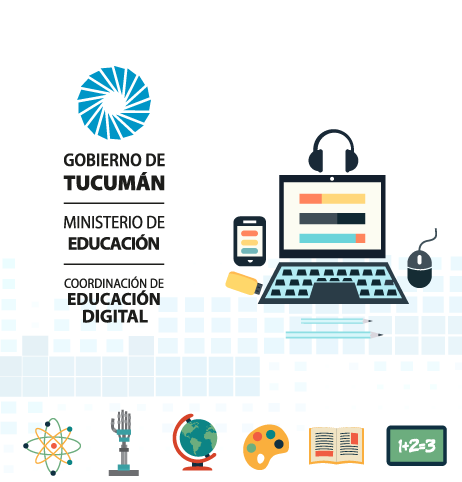 GOBIERNO DE
TUCUMÁN
MINISTERIO DE
EDUCACIÓN
COORDINACIÓN DE
EDUCACIÓN
DIGITAL
1+2=3